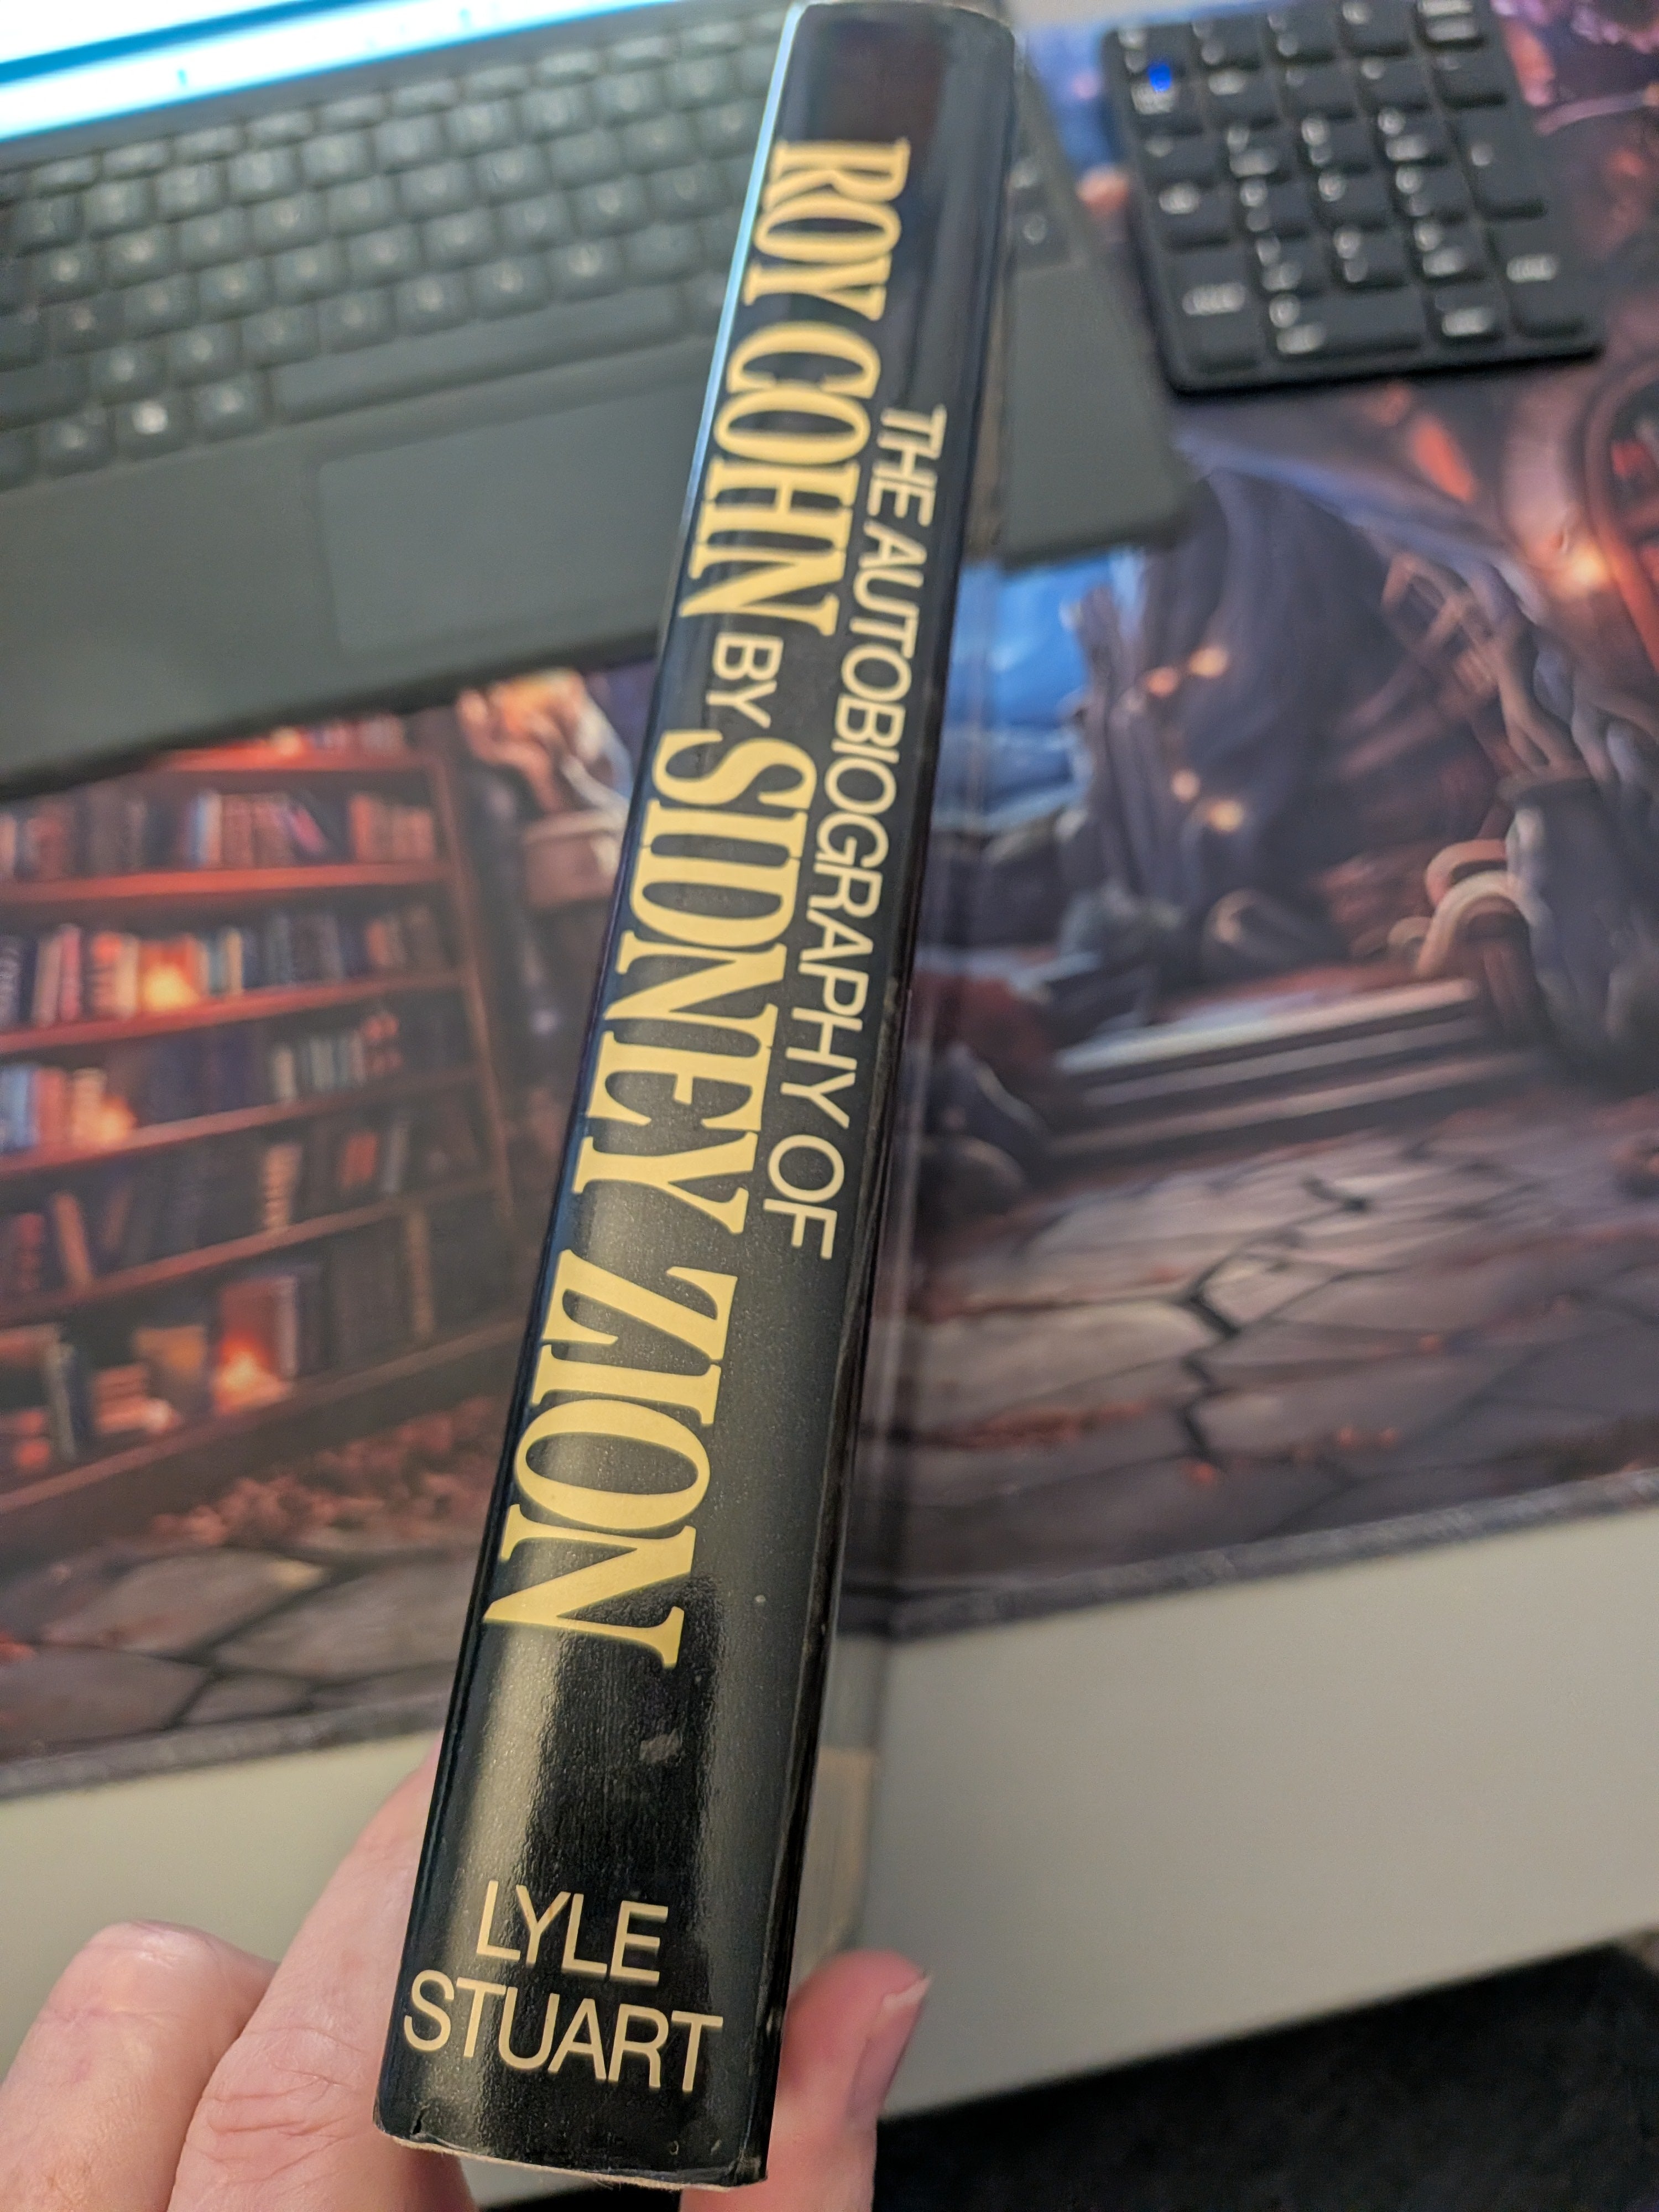 THE AUTOBIOGRAPHY OF
ROY COHN BY SIDNEY ZION
LYLE
STUART